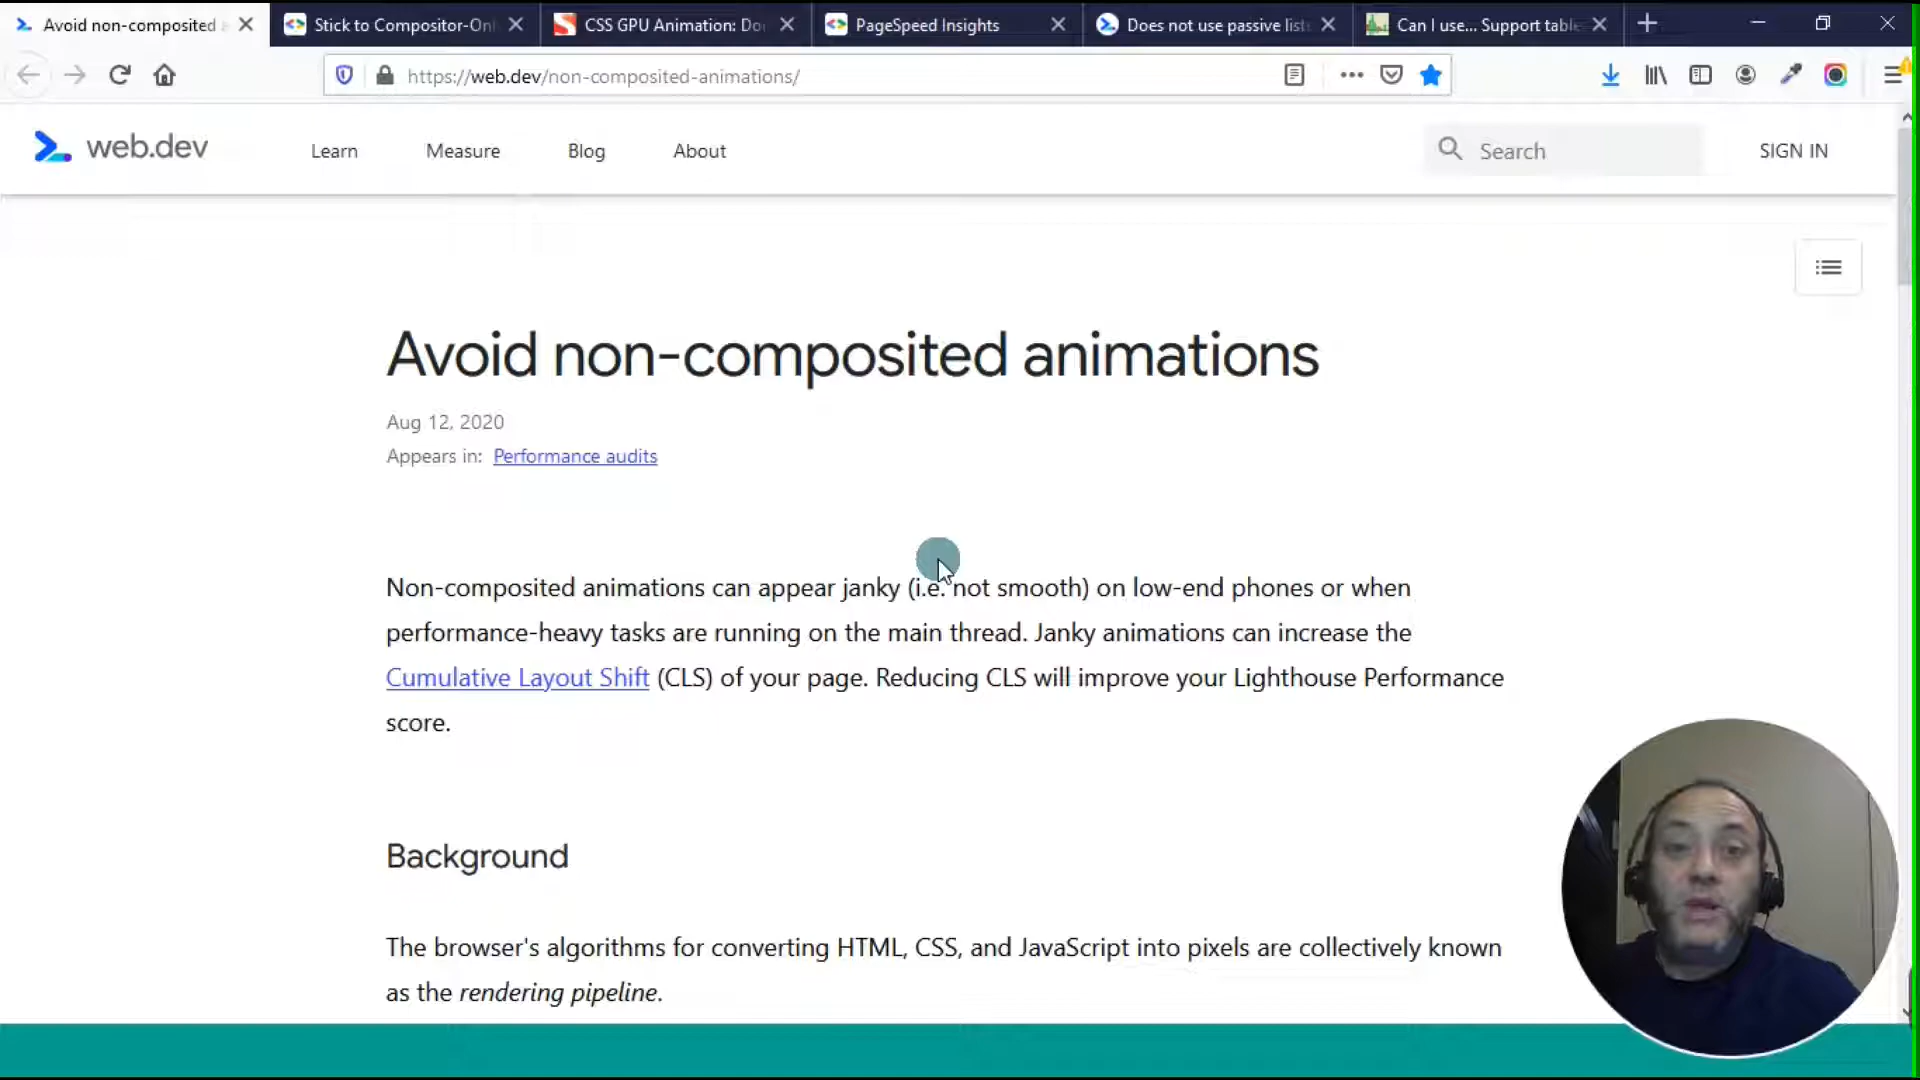 Avoid non-composited a
Stick to Compositor-Onl
CSS GPU Animation: Do
PageSpeed Insights
Does not use passive list
Can I use... Support table
https://web.dev/non-composited-animations/
web.dev
Learn
Measure
Blog
About
Search
SIGN IN
Avoid non-composited animations
Aug 12, 2020
Appears in: Performance audits
Non-composited animations can appear janky (i.e. not smooth) on low-end phones or when
performance-heavy tasks are running on the main thread. Janky animations can increase the
Cumulative Layout Shift (CLS) of your page. Reducing CLS will improve your Lighthouse Performance
score.
Background
The browser's algorithms for converting HTML, CSS, and JavaScript into pixels are collectively known
as the rendering pipeline.